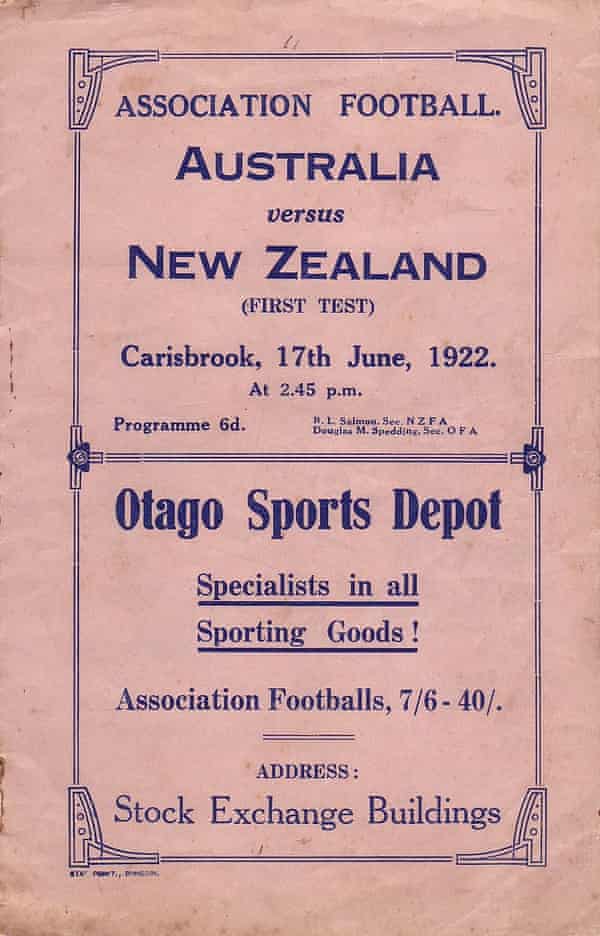 ASSOCIATION FOOTBALL.
AUSTRALIA
versus
NEW ZEALAND
(FIRST TEST)
Carisbrook, 17th June, 1922.
At 2.45 p.m.
Programme 6d.
L. Salmon, Sec. N Z F A
Douglas M. Spedding, Sec. O F A
Otago Sports Depot
Specialists in all
Sporting Goods !
Association Footballs, 7/6 - 40/.
ADDRESS :
Stock Exchange Buildings